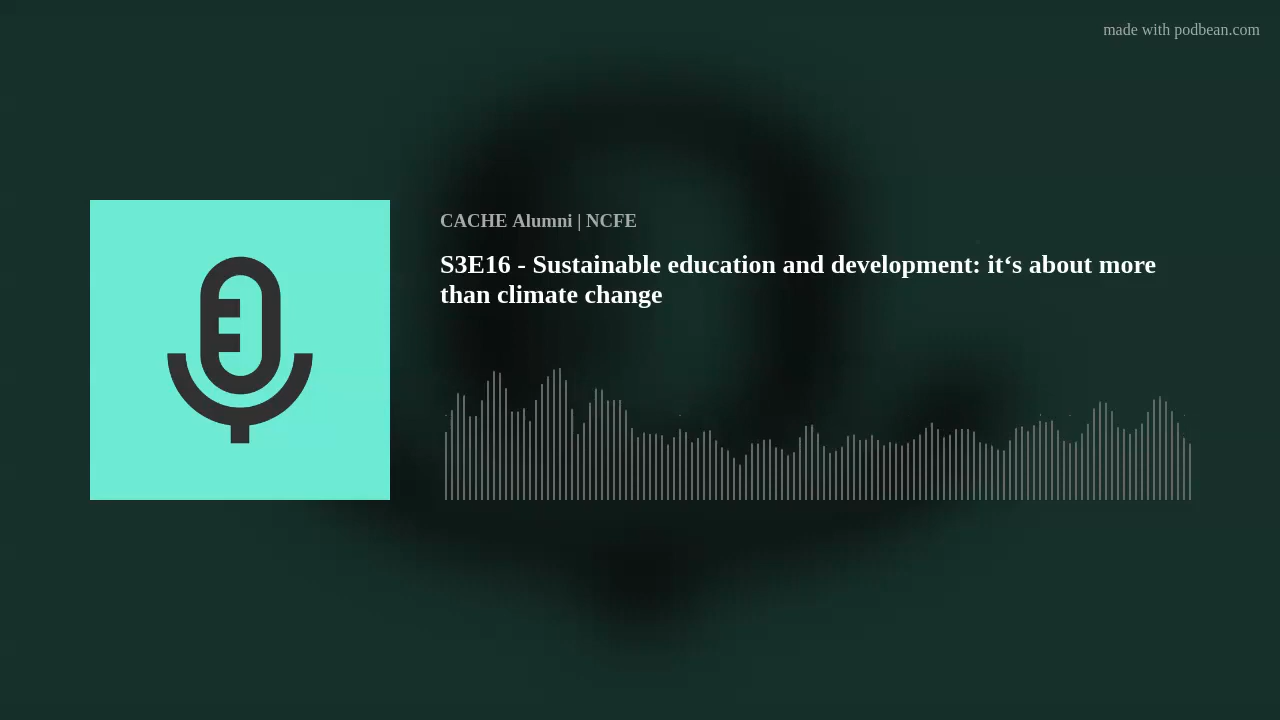 made with podbean.com
CACHE Alumni | NCFE
S3E16 - Sustainable education and development: it‘s about more
than climate change